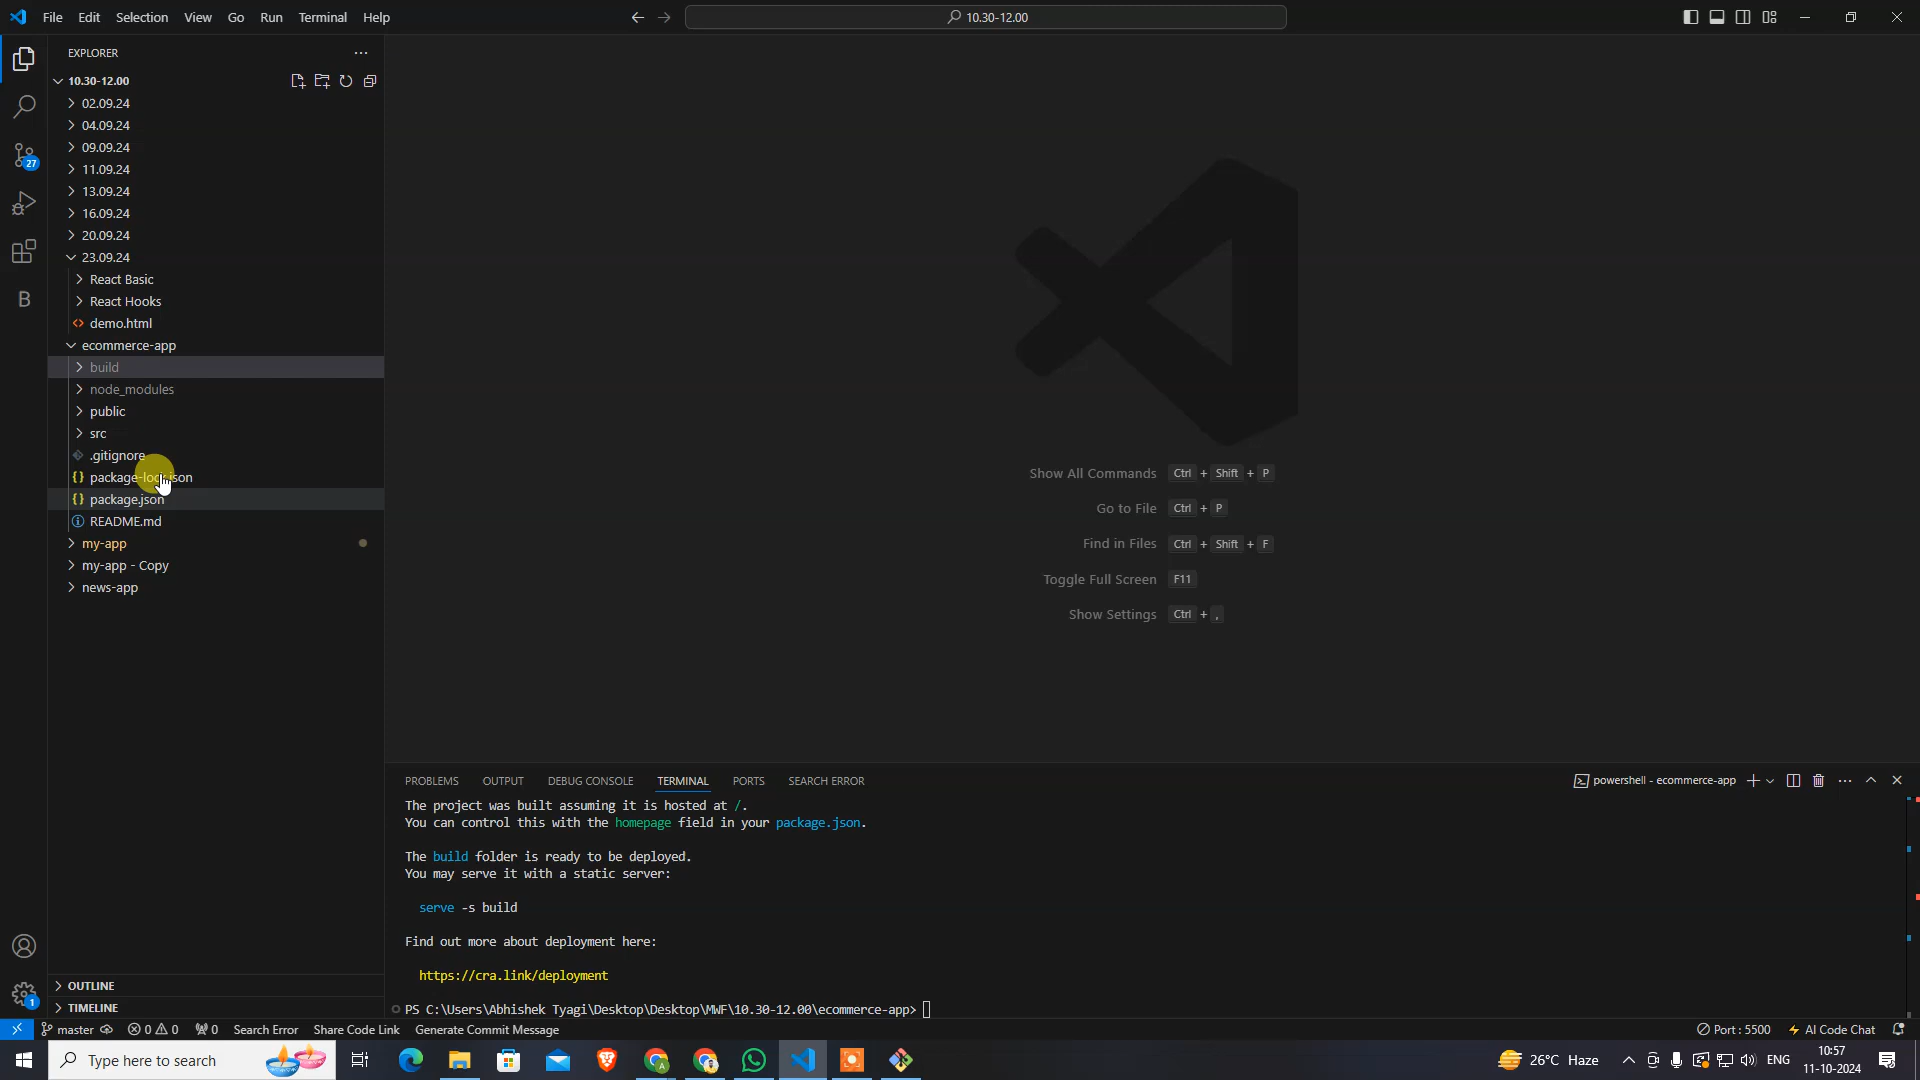 File Edit Selection View Go Run Terminal Help
10.30-12.00
EXPLORER
10.30-12.00
02.09.24
04.09.24
09.09.24
11.09.24
13.09.24
16.09.24
20.09.24
23.09.24
React Basic
React Hooks
demo.html
ecommerce-app
build
node_modules
public
src
.gitignore
package-lock.json
package.json
README.md
my-app
my-app - Copy
news-app
OUTLINE
TIMELINE
27
B
1
Show All Commands Ctrl + Shift + P
Go to File Ctrl + P
Find in Files Ctrl + Shift + F
Toggle Full Screen F11
Show Settings Ctrl + ,
PROBLEMS OUTPUT DEBUG CONSOLE TERMINAL PORTS SEARCH ERROR
powershell - ecommerce-app
The project was built assuming it is hosted at /.
You can control this with the homepage field in your package.json.
The build folder is ready to be deployed.
You may serve it with a static server:
serve -s build
Find out more about deployment here:
https://cra.link/deployment
PS C:\Users\Abhishek Tyagi\Desktop\Desktop\MWF\10.30-12.00\ecommerce-app>
master 0 0 0 Search Error Share Code Link Generate Commit Message
Port : 5500 AI Code Chat
Type here to search
26°C Haze ENG
10:57
11-10-2024